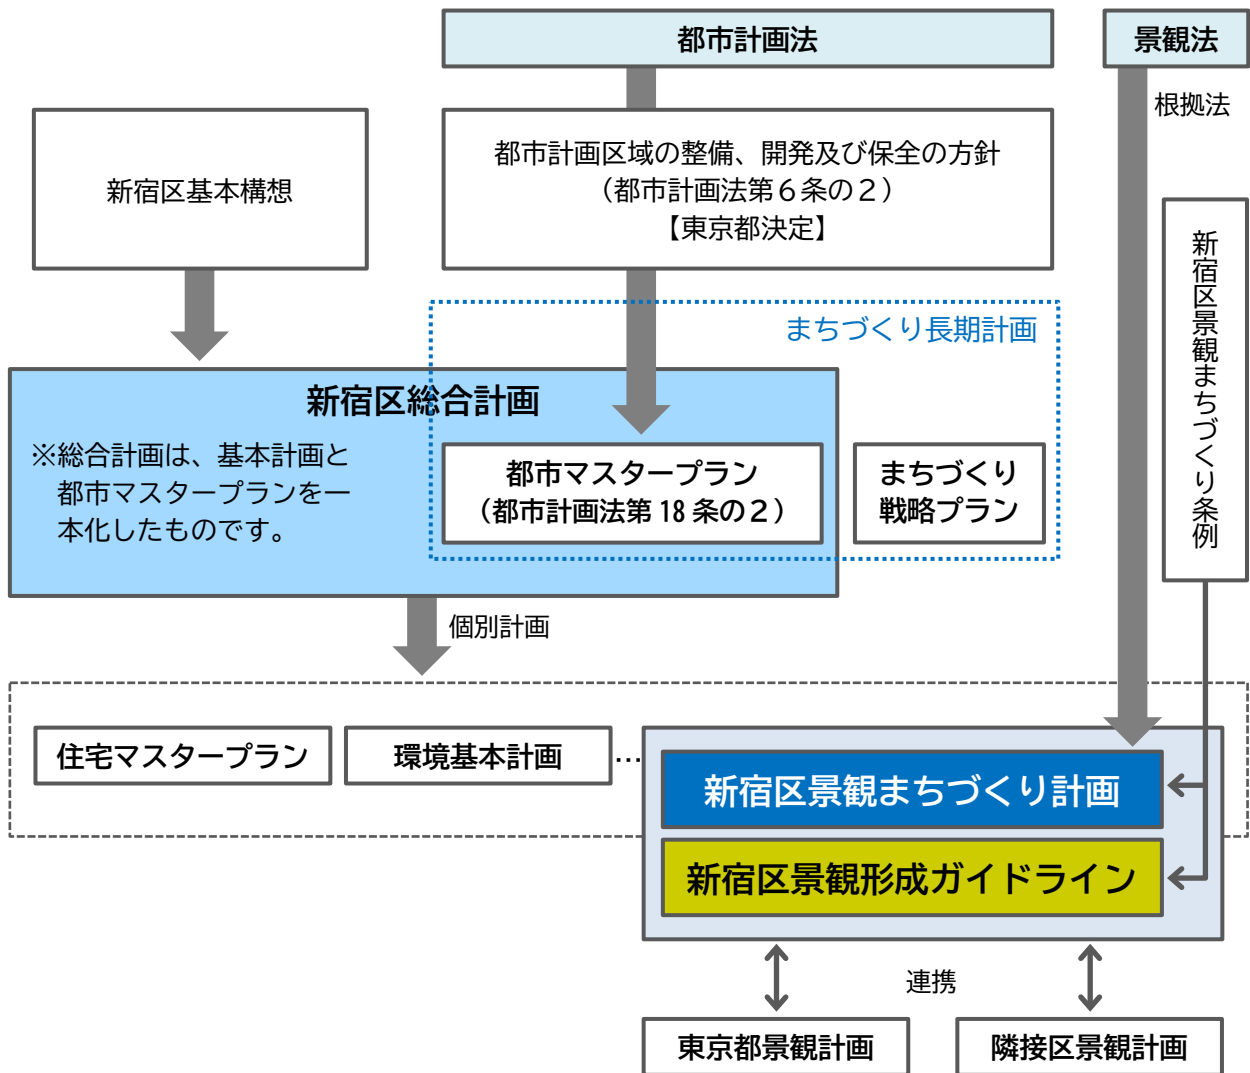 都市計画法
景観法
根拠法
新宿区基本構想
都市計画区域の整備、開発及び保全の方針
（都市計画法第６条の２）
【東京都決定】
新宿区景観まちづくり条例
まちづくり長期計画
新宿区総合計画
※総合計画は、基本計画と
都市マスタープランを一
本化したものです。
都市マスタープラン
（都市計画法第 18 条の２）
まちづくり
戦略プラン
個別計画
住宅マスタープラン
環境基本計画
…
新宿区景観まちづくり計画
新宿区景観形成ガイドライン
連携
東京都景観計画
隣接区景観計画